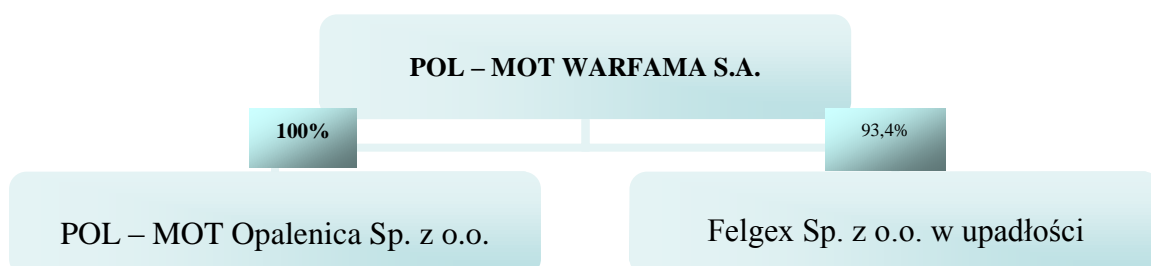 POL – MOT WARFAMA S.A.
100%
93,4%
POL – MOT Opalenica Sp. z o.o.
Felgex Sp. z o.o. w upadłości